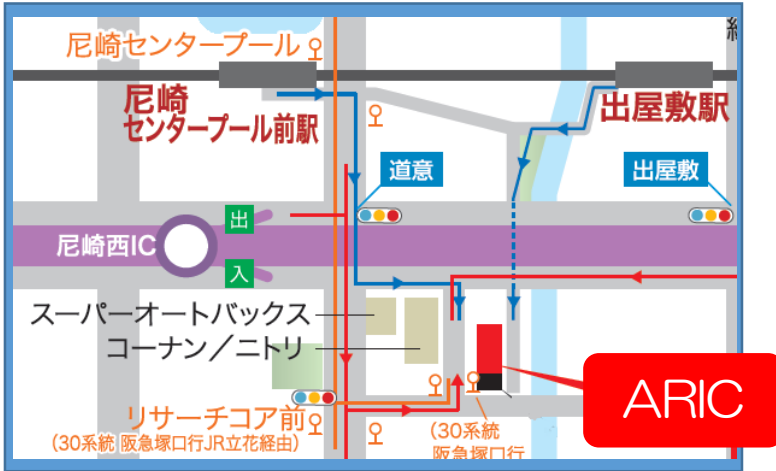 尼崎センタープール
尼崎
センタープール前駅
出屋敷駅
道意
出屋敷
出
尼崎西IC
入
スーパーオートバックス
コーナン／ニトリ
ARIC
リサーチコア前
(30系統 阪急塚口行JR立花経由)
(30系統
阪急塚口行